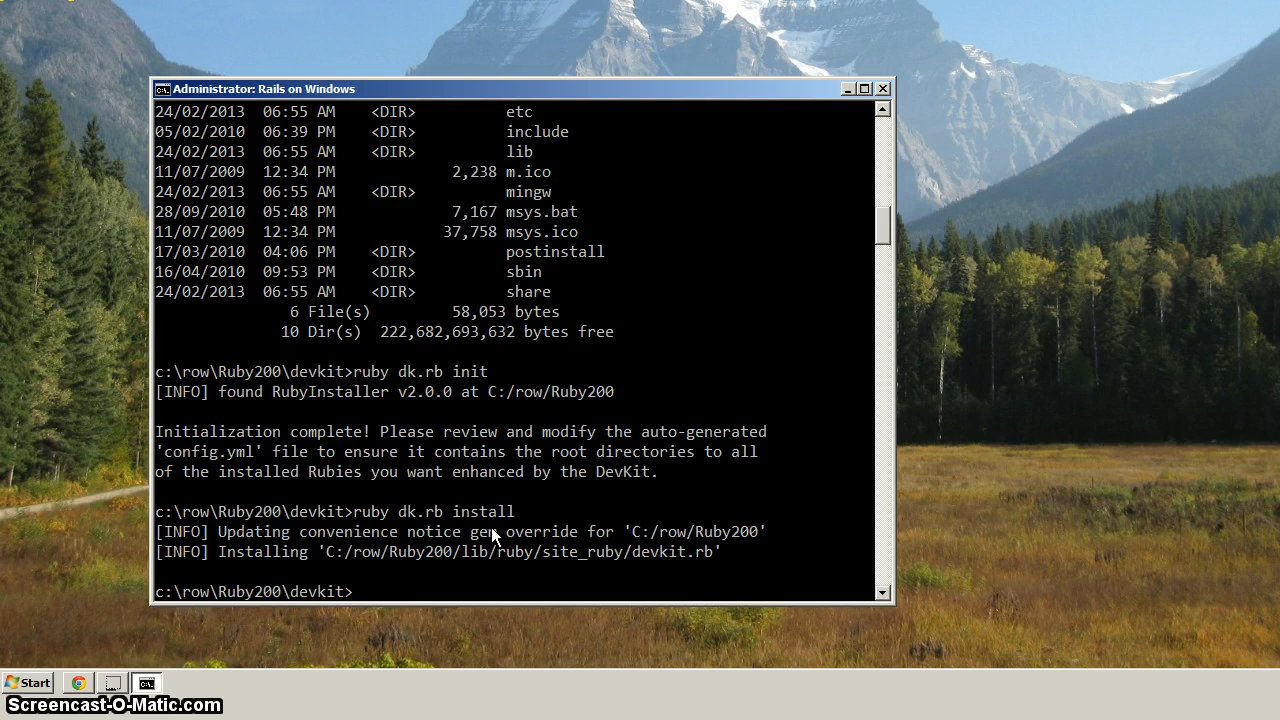 Administrator: Rails on Windows
24/02/2013 06:55 AM <DIR> etc
05/02/2010 06:39 PM <DIR> include
24/02/2013 06:55 AM <DIR> lib
11/07/2009 12:34 PM 2,238 m.ico
24/02/2013 06:55 AM <DIR> mingw
28/09/2010 05:48 PM 7,167 msys.bat
11/07/2009 12:34 PM 37,758 msys.ico
17/03/2010 04:06 PM <DIR> postinstall
16/04/2010 09:53 PM <DIR> sbin
24/02/2013 06:55 AM <DIR> share
6 File(s) 58,053 bytes
10 Dir(s) 222,682,693,632 bytes free
c:\row\Ruby200\devkit>ruby dk.rb init
[INFO] found RubyInstaller v2.0.0 at C:/row/Ruby200
Initialization complete! Please review and modify the auto-generated
'config.yml' file to ensure it contains the root directories to all
of the installed Rubies you want enhanced by the DevKit.
c:\row\Ruby200\devkit>ruby dk.rb install
[INFO] Updating convenience notice gem override for 'C:/row/Ruby200'
[INFO] Installing 'C:/row/Ruby200/lib/ruby/site_ruby/devkit.rb'
c:\row\Ruby200\devkit>
Start
Screencast-O-Matic.com